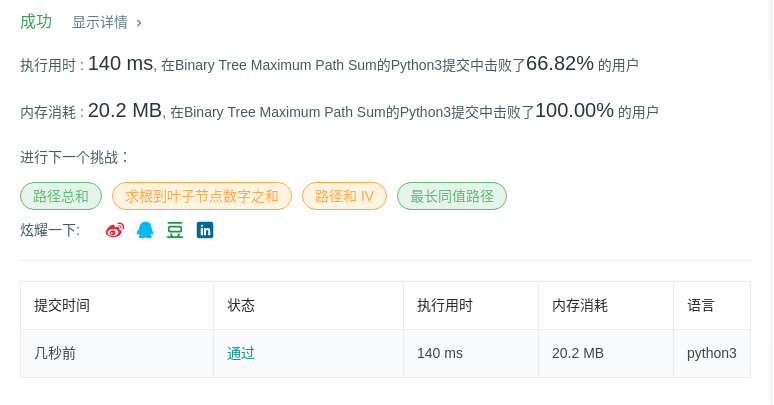 成功 显示详情 ›
执行用时 : 140 ms, 在Binary Tree Maximum Path Sum的Python3提交中击败了66.82% 的用户
内存消耗 : 20.2 MB, 在Binary Tree Maximum Path Sum的Python3提交中击败了100.00% 的用户
进行下一个挑战：
路径总和 求根到叶子节点数字之和 路径和 IV 最长同值路径
炫耀一下: 豆 in
提交时间 状态 执行用时 内存消耗 语言
几秒前 通过 140 ms 20.2 MB python3